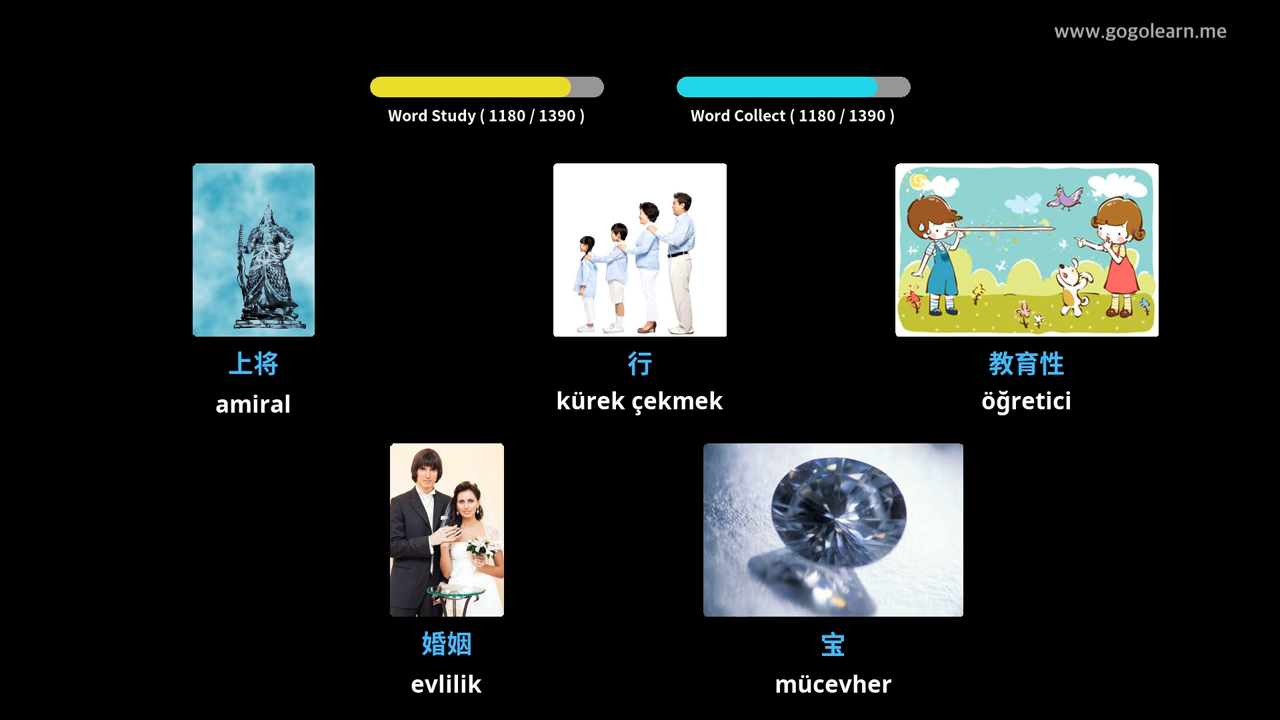 www.gogolearn.me
Word Study ( 1180 / 1390 )
Word Collect ( 1180 / 1390 )
上将
amiral
行
kürek çekmek
教育性
öğretici
婚姻
evlilik
宝
mücevher